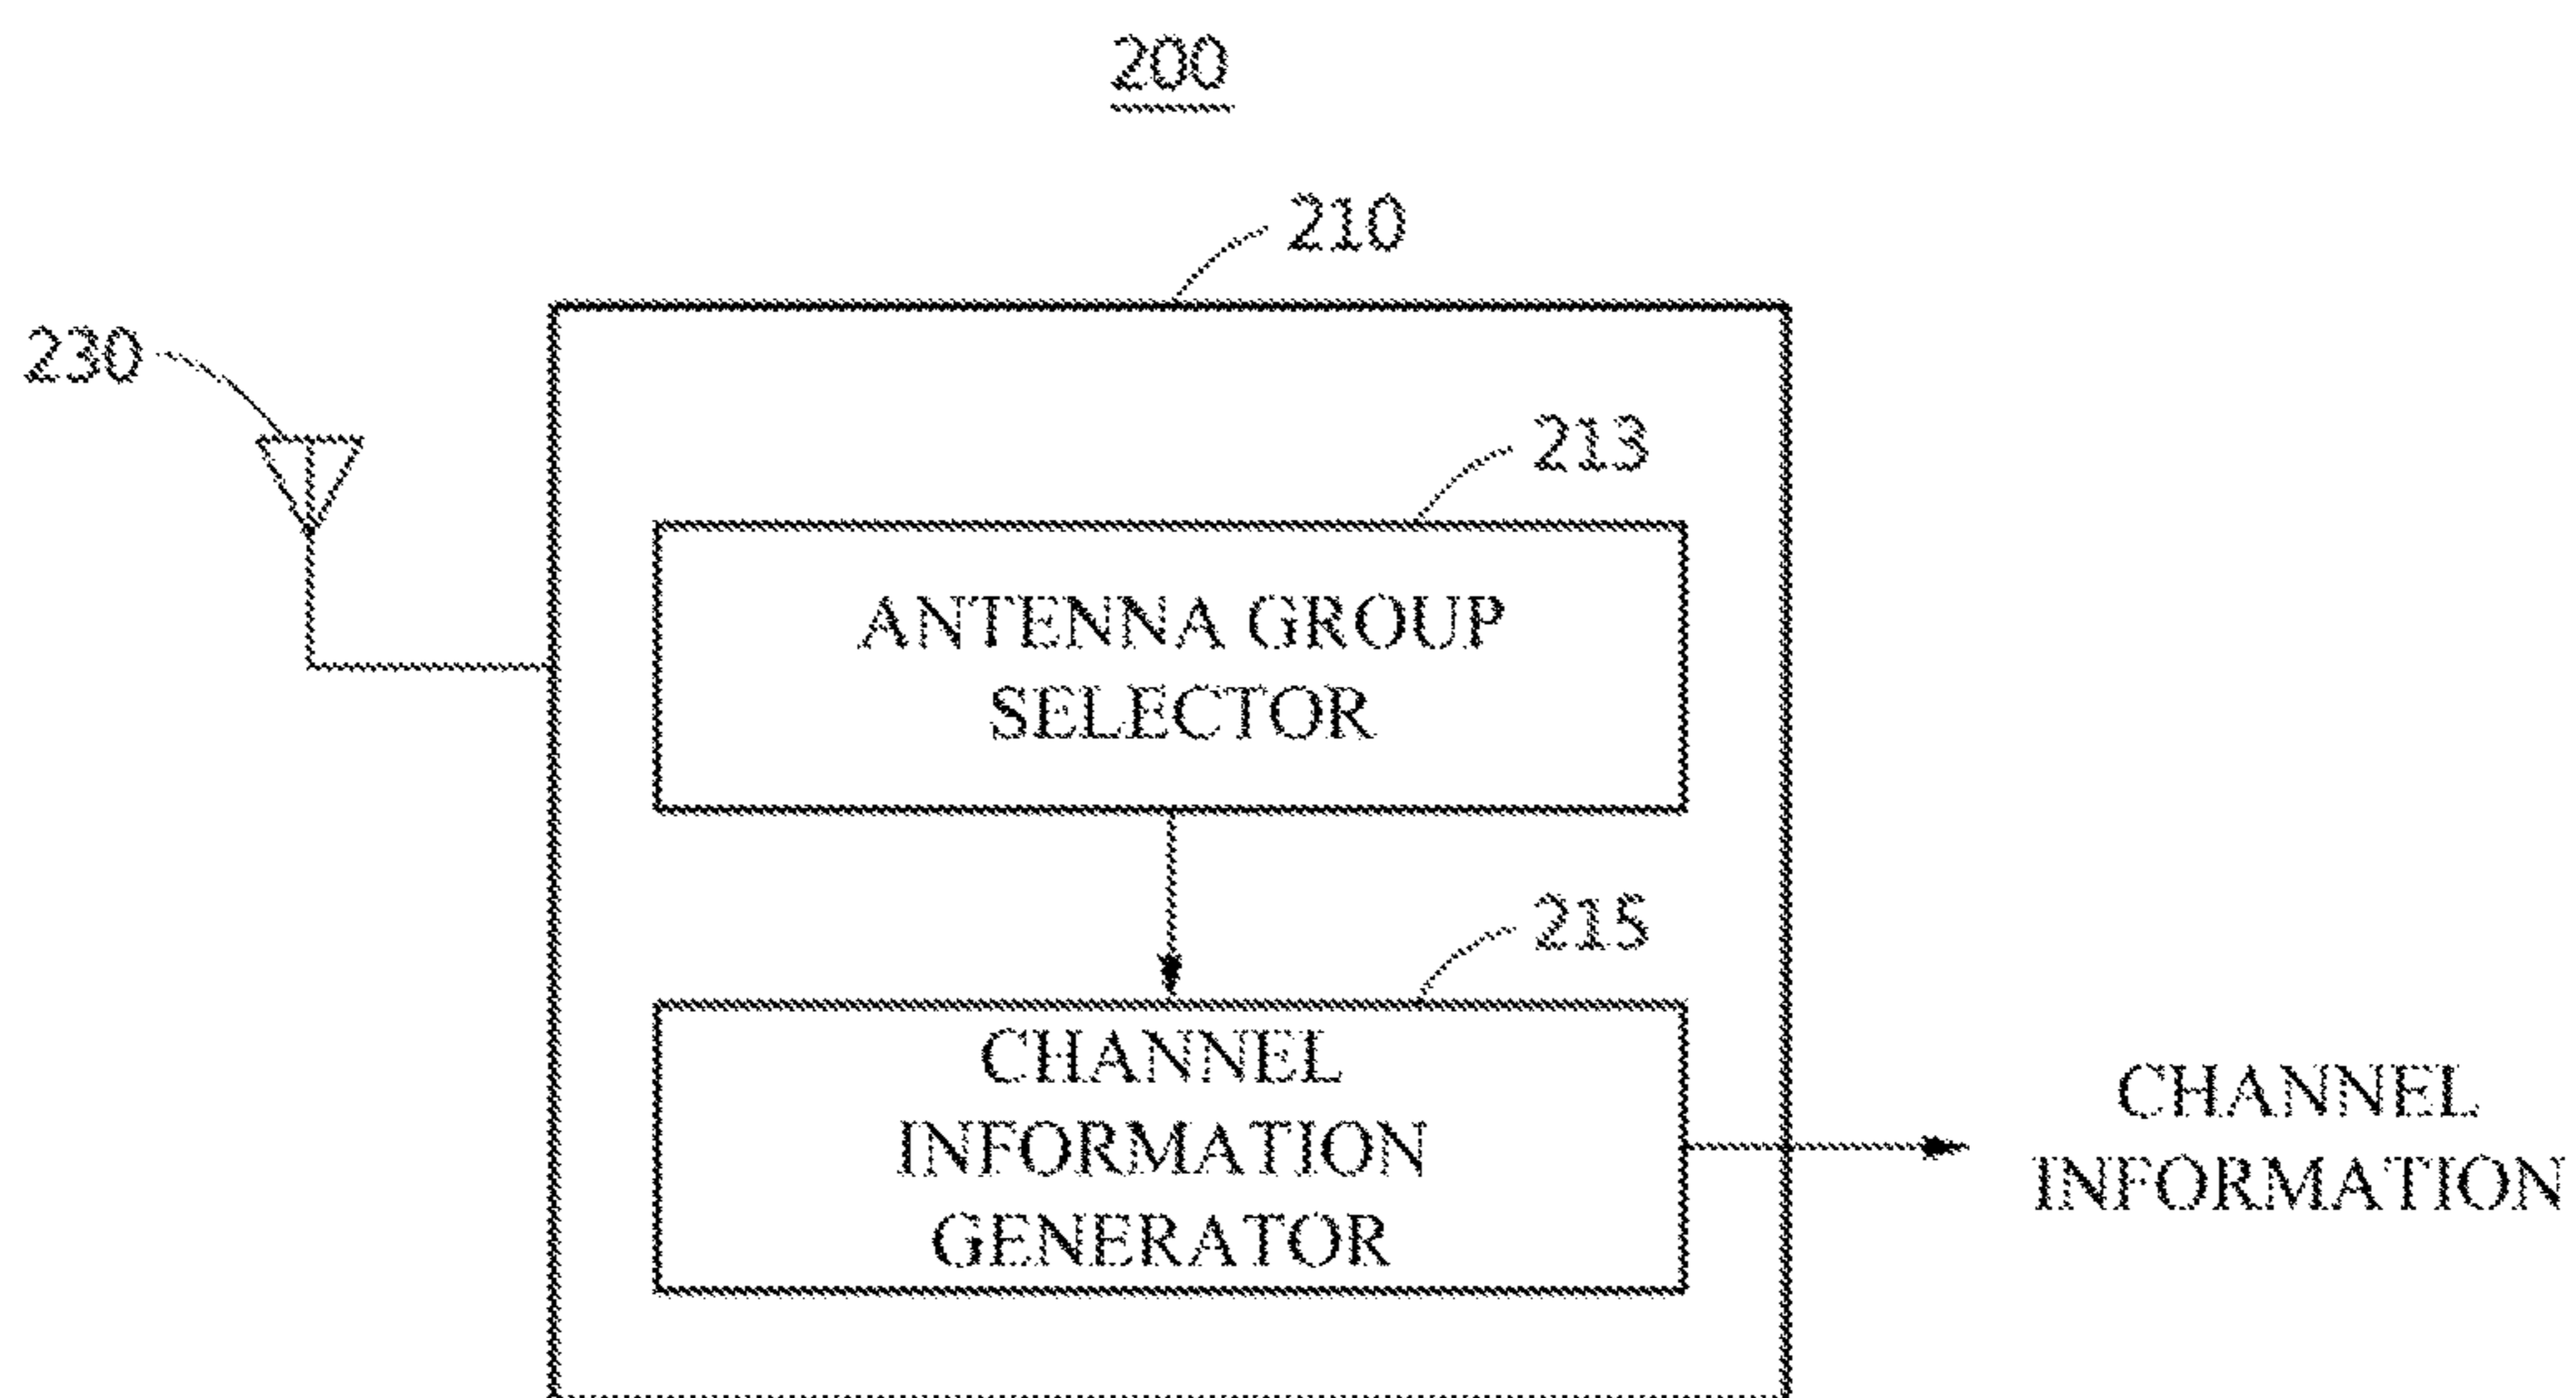 200
210
230
213
ANTENNA GROUP
SELECTOR
215
CHANNEL
INFORMATION
GENERATOR
CHANNEL
INFORMATION